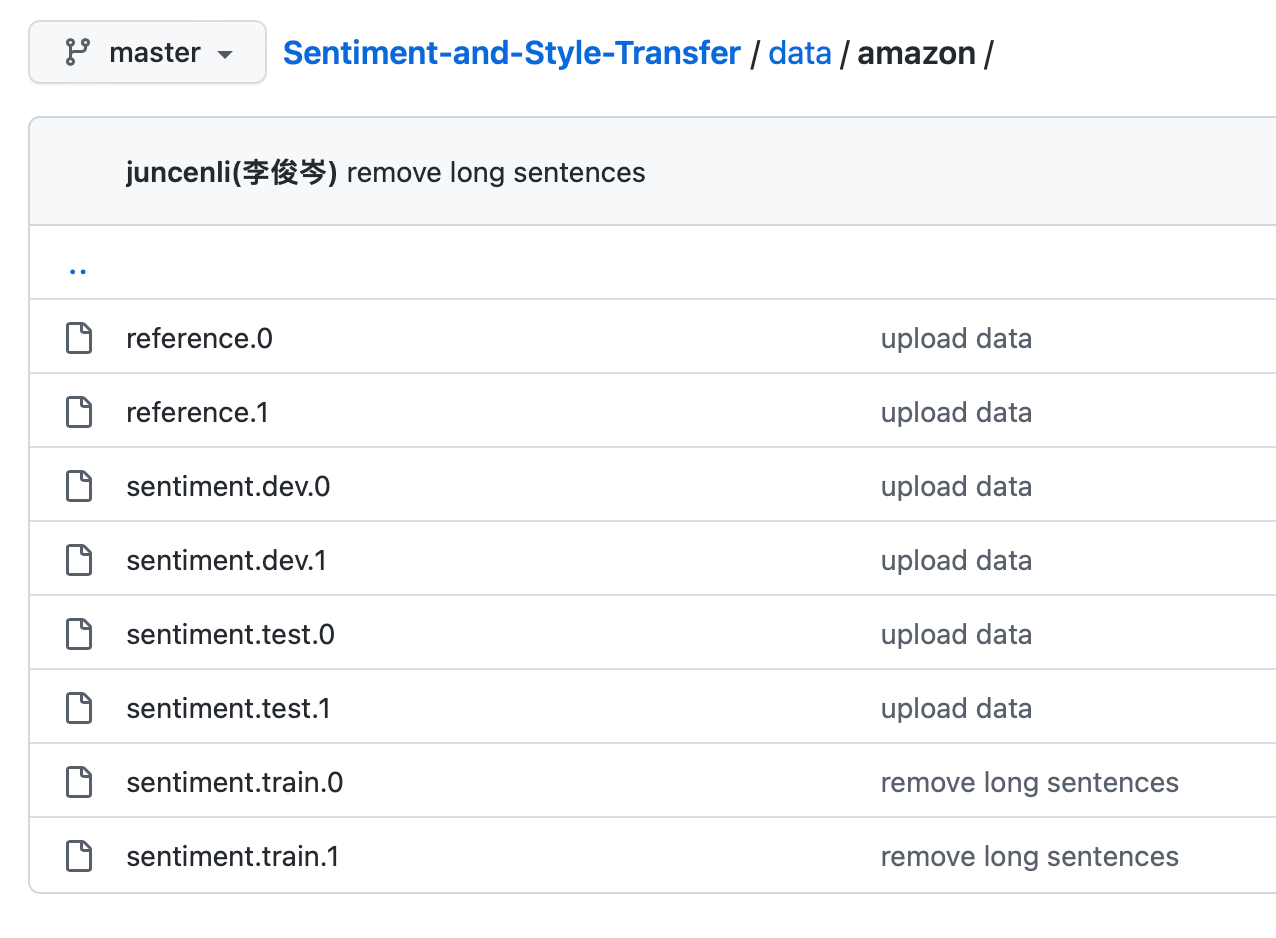 master Sentiment-and-Style-Transfer / data / amazon /
juncenli(李俊岑) remove long sentences
..
reference.0 upload data
reference.1 upload data
sentiment.dev.0 upload data
sentiment.dev.1 upload data
sentiment.test.0 upload data
sentiment.test.1 upload data
sentiment.train.0 remove long sentences
sentiment.train.1 remove long sentences